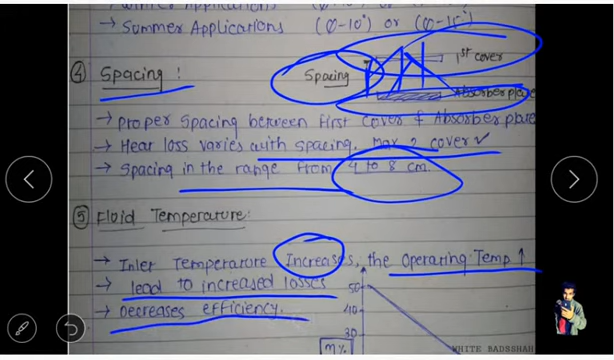 → Winter Applications
→ Summer Applications (φ-10°) or (φ-15°)
④ Spacing :
Spacing
1st cover
Absorber plate
→ Proper Spacing between First Cover & Absorber plate
→ Heat loss varies with spacing. Max 2 cover ✓
→ Spacing in the range from 4 to 8 cm.
⑤ Fluid Temperature:
→ Inlet Temperature Increases, the Operating Temp ↑
→ lead to increased losses
→ Decreases efficiency.
50
40
30
η%
WHITE BADSSHAH